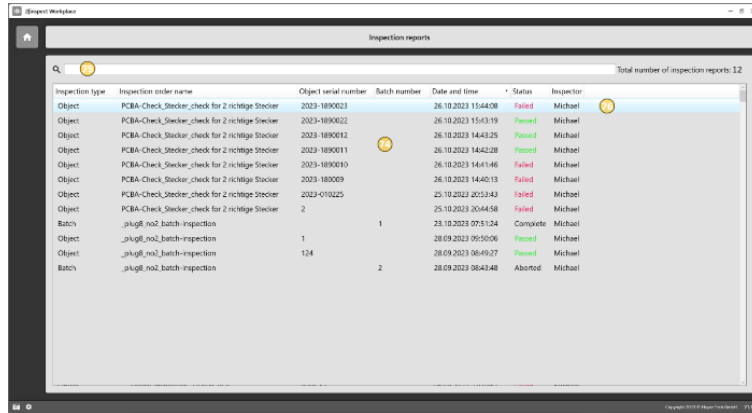 Inspect Workplace
Inspection reports
73
Total number of inspection reports: 12
Inspection type Inspection order name Object serial number Batch number Date and time Status Inspector
Object PCBA-Check_Stecker_check for 2 richtige Stecker 2023-1890023 26.10.2023 15:44:08 Failed Michael 76
Object PCBA-Check_Stecker_check for 2 richtige Stecker 2023-1890022 26.10.2023 15:43:19 Passed Michael
Object PCBA-Check_Stecker_check for 2 richtige Stecker 2023-1890012 26.10.2023 14:43:25 Passed Michael
74
Object PCBA-Check_Stecker_check for 2 richtige Stecker 2023-1890011 26.10.2023 14:42:28 Passed Michael
Object PCBA-Check_Stecker_check for 2 richtige Stecker 2023-1890010 26.10.2023 14:41:46 Failed Michael
Object PCBA-Check_Stecker_check for 2 richtige Stecker 2023-180009 26.10.2023 14:40:13 Failed Michael
Object PCBA-Check_Stecker_check for 2 richtige Stecker 2023-010225 25.10.2023 20:53:43 Failed Michael
Object PCBA-Check_Stecker_check for 2 richtige Stecker 2 25.10.2023 20:44:58 Failed Michael
Batch _plug8_no2_batch-inspection 1 23.10.2023 07:51:24 Complete Michael
Object _plug8_no2_batch-inspection 1 28.09.2023 09:50:06 Passed Michael
Object _plug8_no2_batch-inspection 124 28.09.2023 08:49:27 Passed Michael
Batch _plug8_no2_batch-inspection 2 28.09.2023 08:43:48 Aborted Michael